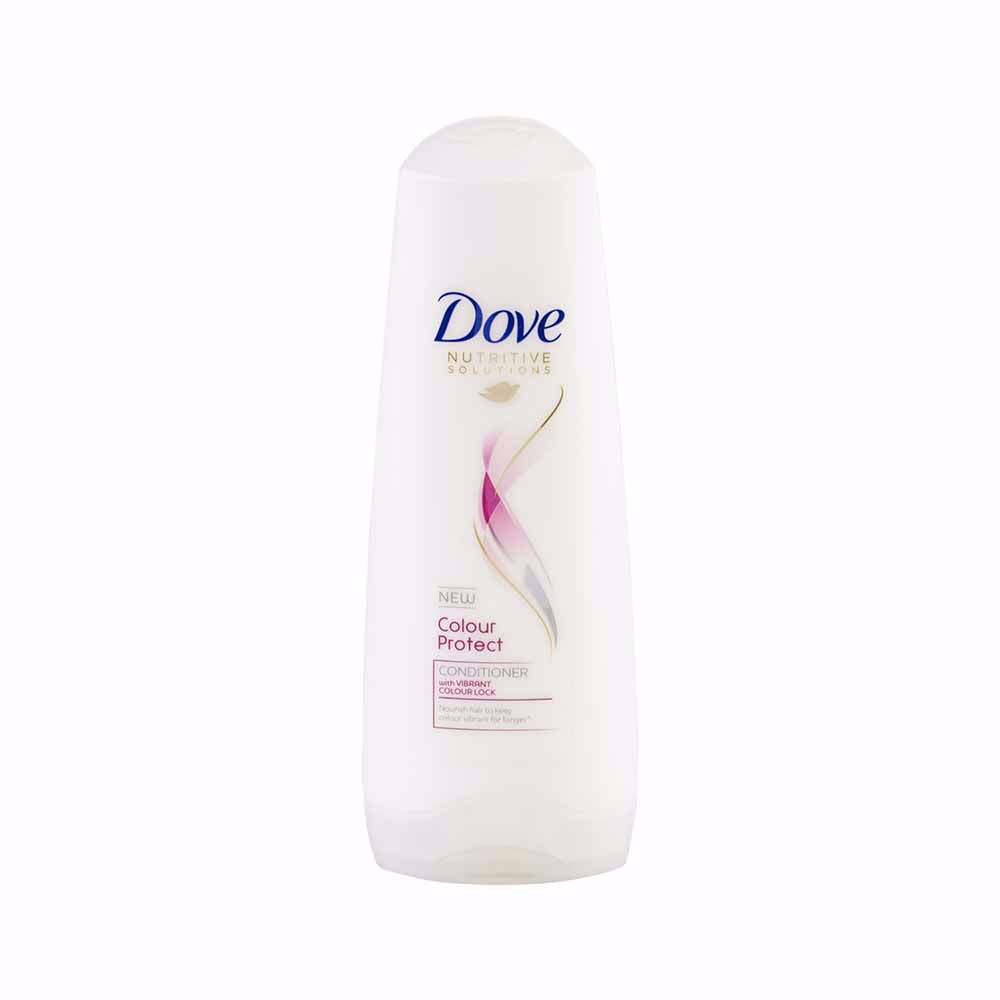 Dove
NUTRITIVE
SOLUTIONS
NEW
Colour
Protect
CONDITIONER
with VIBRANT
COLOUR LOCK
Nourish hair to keep
colour vibrant for longer*